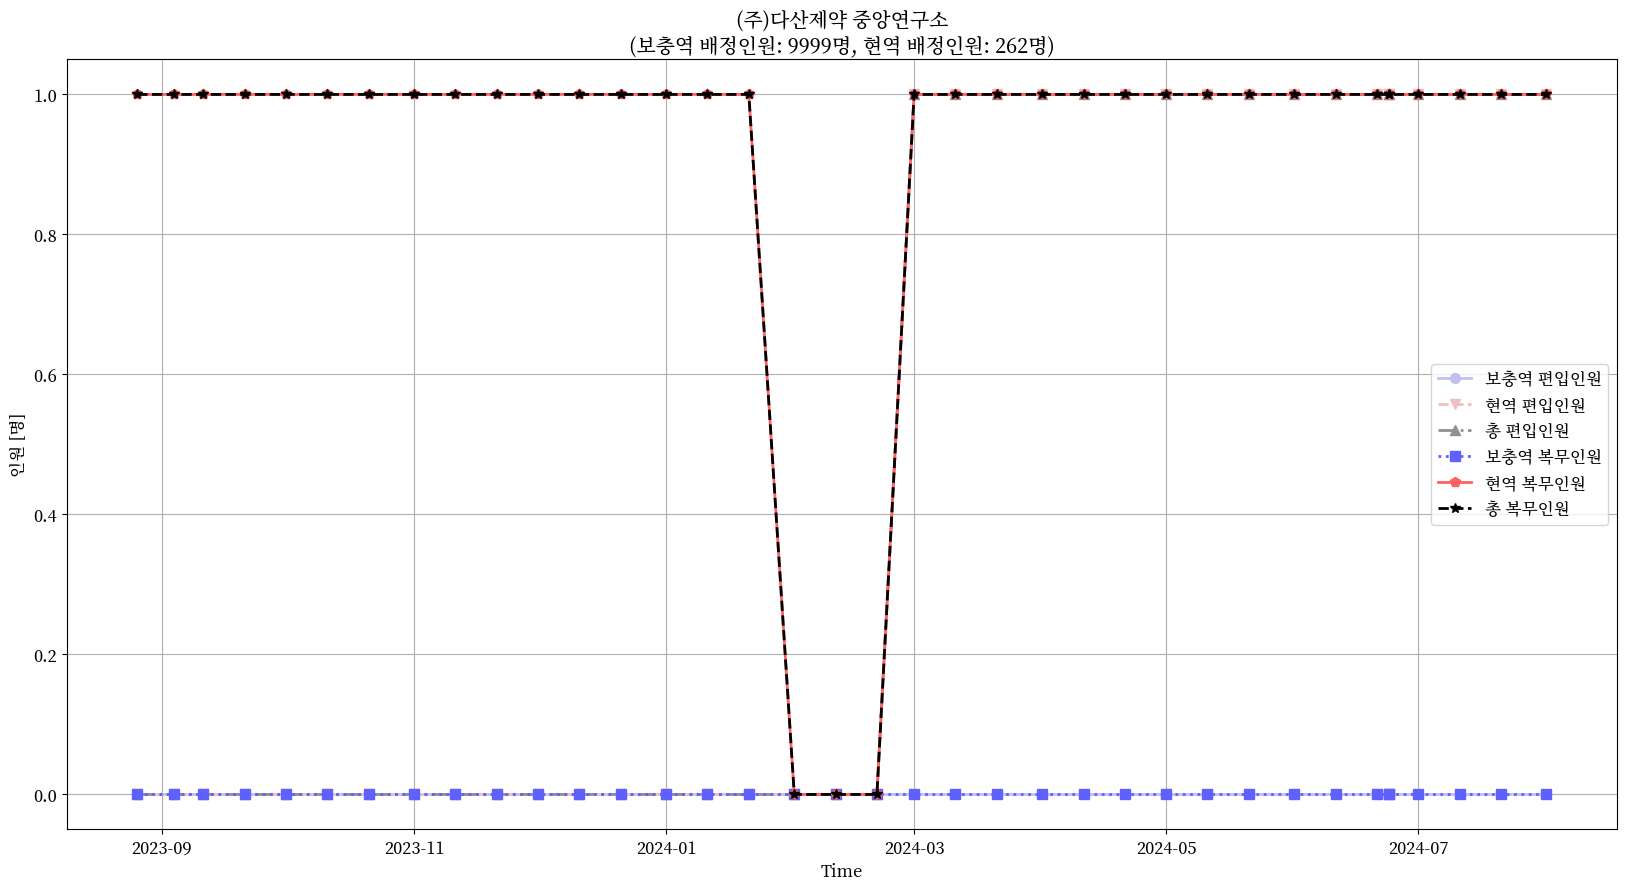 (주)다산제약 중앙연구소
(보충역 배정인원: 9999명, 현역 배정인원: 262명)
1.0
0.8
0.6
0.4
0.2
0.0
인원 [명]
보충역 편입인원
현역 편입인원
총 편입인원
보충역 복무인원
현역 복무인원
총 복무인원
2023-09
2023-11
2024-01
2024-03
2024-05
2024-07
Time